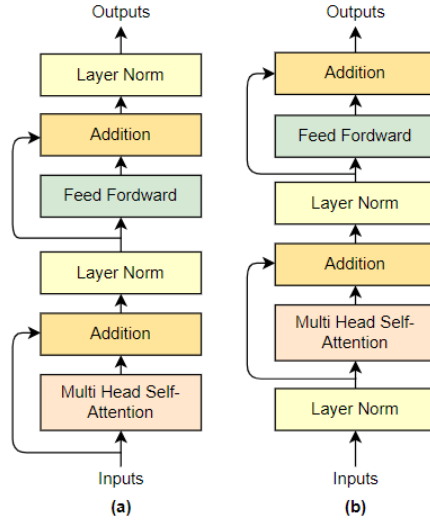 Outputs
Layer Norm
Addition
Feed Fordward
Layer Norm
Addition
Multi Head Self-
Attention
Inputs
(a)
Outputs
Addition
Feed Fordward
Layer Norm
Addition
Multi Head Self-
Attention
Layer Norm
Inputs
(b)